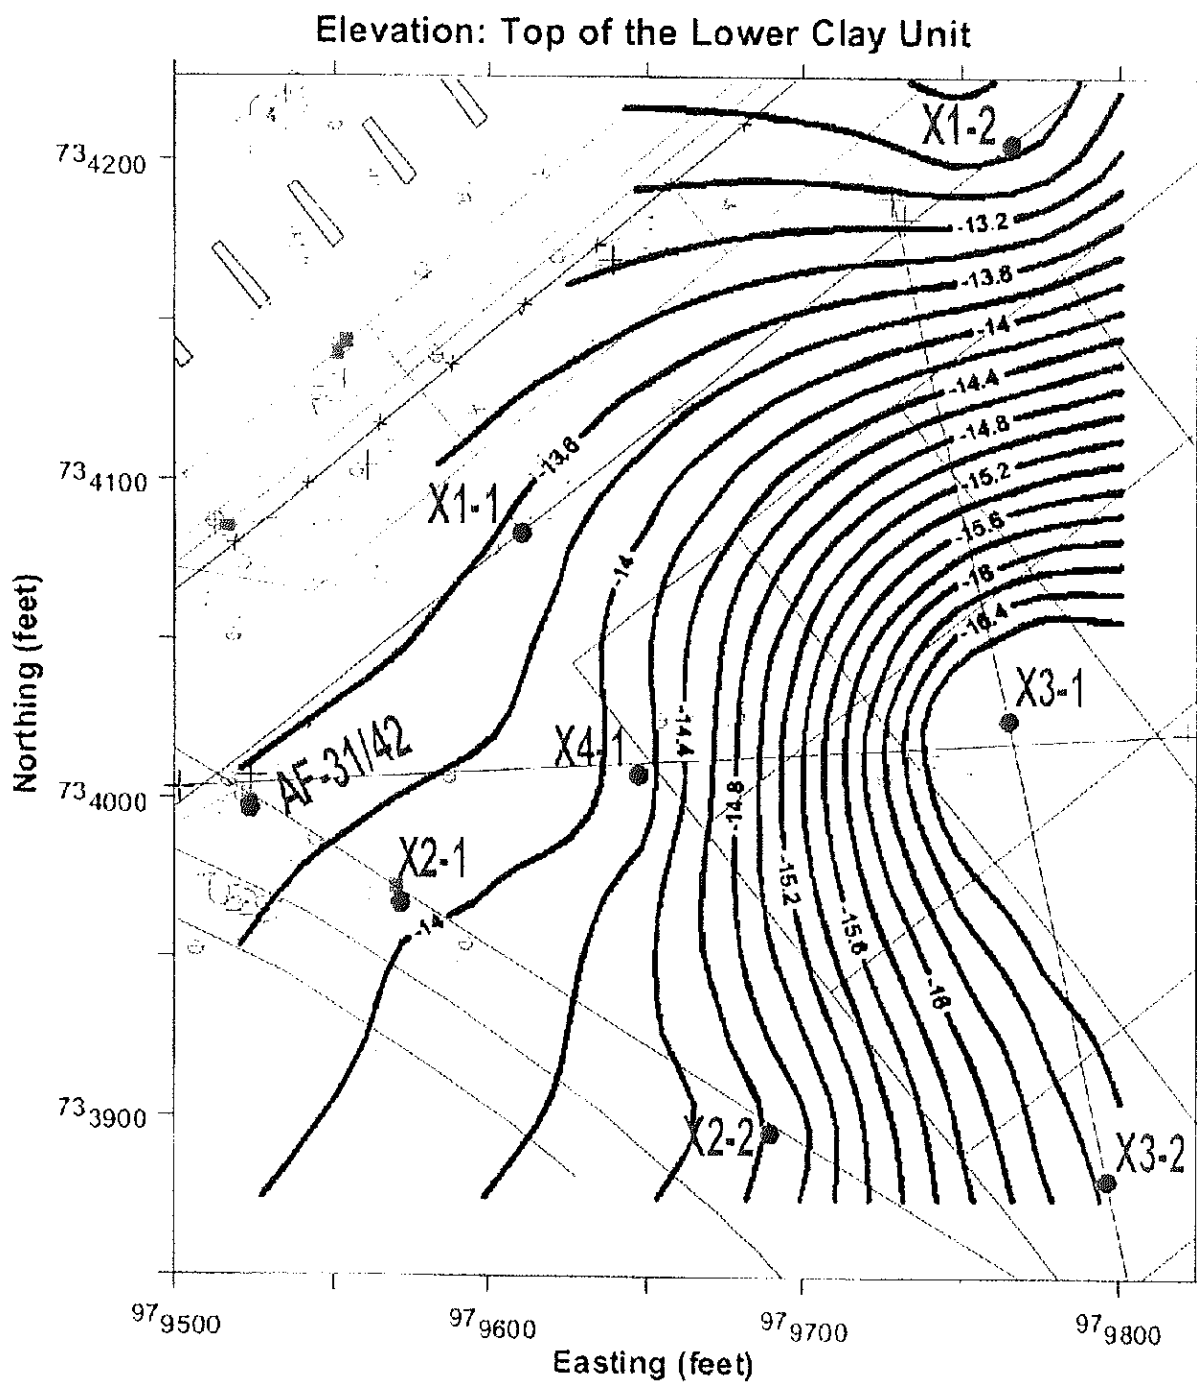 Elevation: Top of the Lower Clay Unit
X1-2
73 4200
-13.2
-13.8
-14
-14.4
-14.8
73 4100
-13.6
-15.2
X1-1
-15.6
-14
-16
-16.4
X3-1
Northing (feet)
-14.4
AF-31/42
X4-1
73 4000
-14.8
X2-1
-15.2
-14
-15.6
-16
73 3900
X2-2
X3-2
97 9500
97 9600
97 9700
97 9800
Easting (feet)